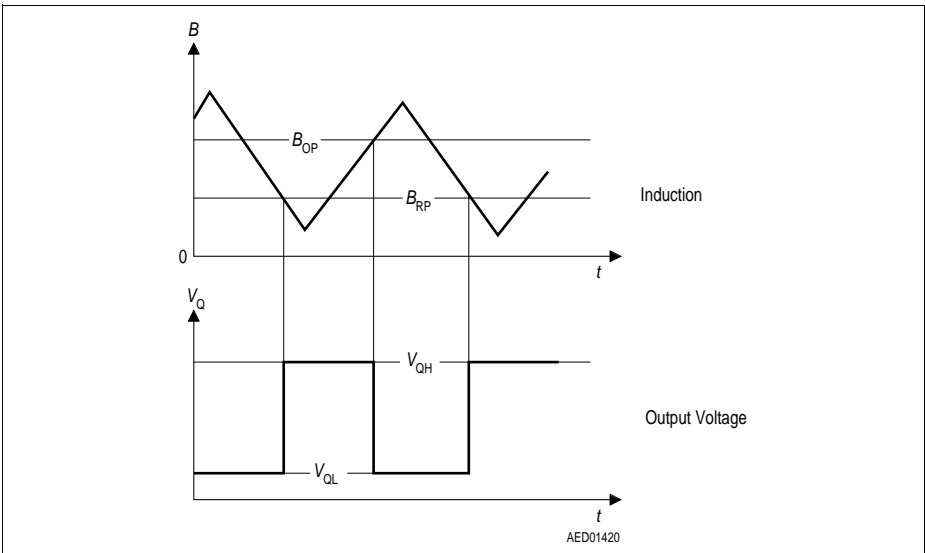 B
B_OP
B_RP
Induction
0
t
V_Q
V_QH
Output Voltage
V_QL
t
AED01420